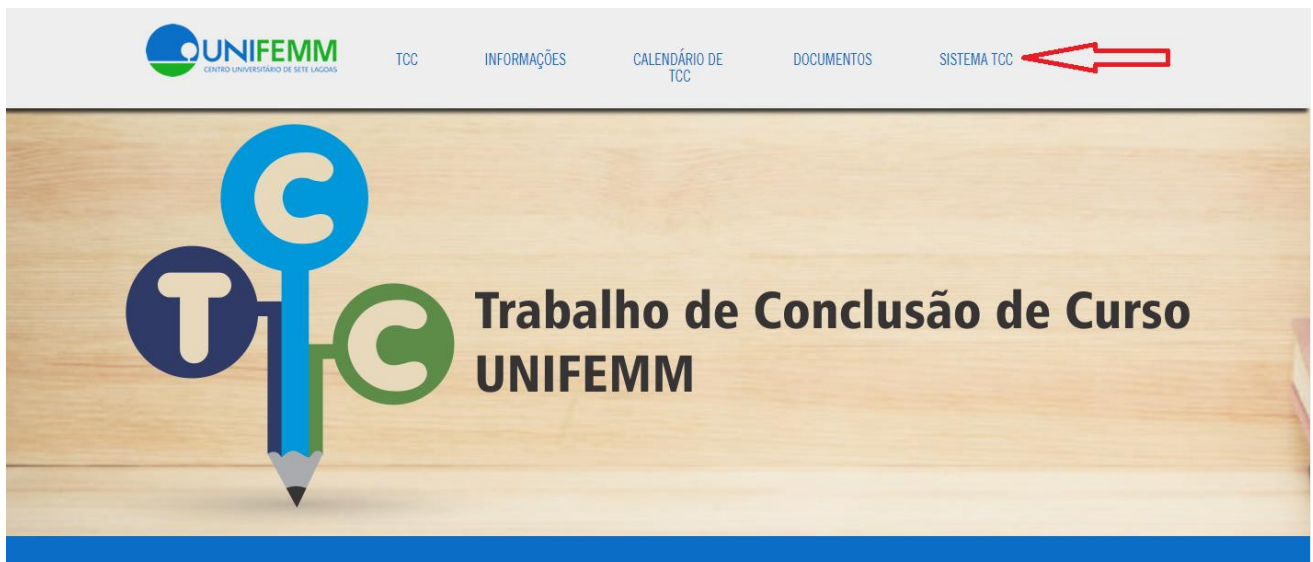 UNIFEMM
CENTRO UNIVERSITÁRIO DE SETE LAGOAS
TCC
INFORMAÇÕES
CALENDÁRIO DE
TCC
DOCUMENTOS
SISTEMA TCC
C
T
C
Trabalho de Conclusão de Curso
UNIFEMM